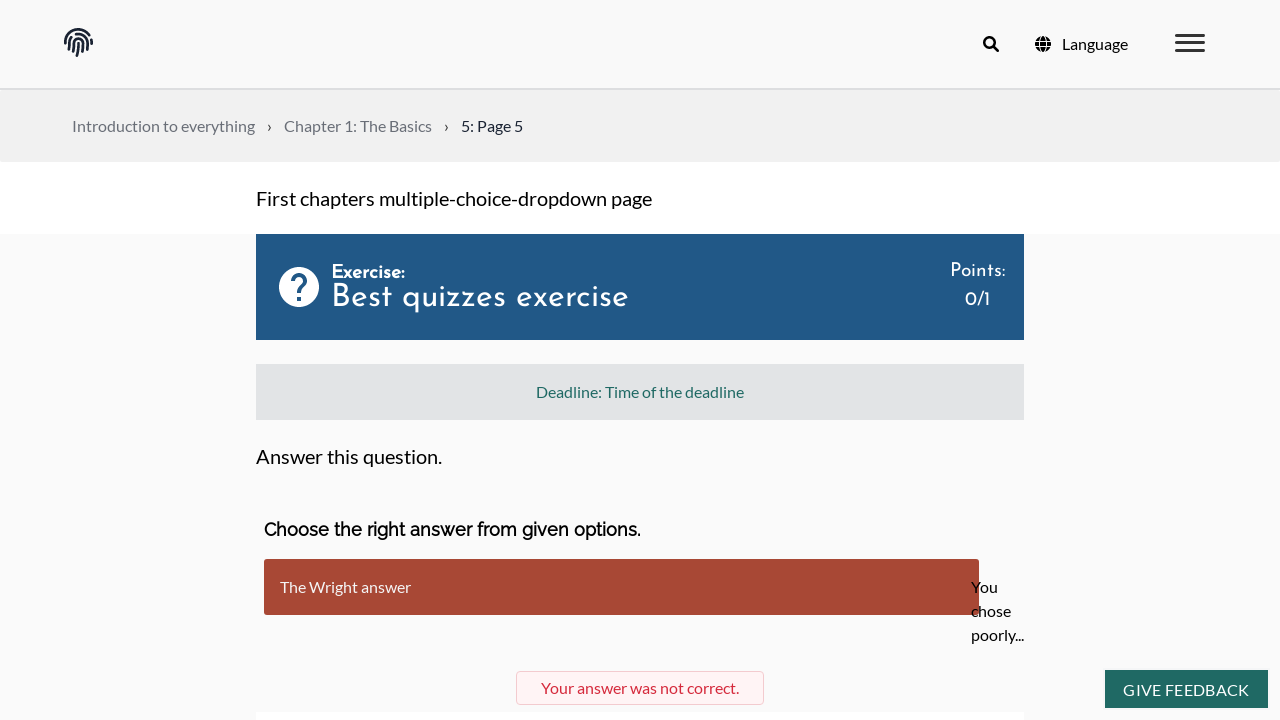 Language
Introduction to everything › Chapter 1: The Basics › 5: Page 5
First chapters multiple-choice-dropdown page
Exercise:
Best quizzes exercise
Points:
0/1
Deadline: Time of the deadline
Answer this question.
Choose the right answer from given options.
The Wright answer
You
chose
poorly...
Your answer was not correct.
GIVE FEEDBACK